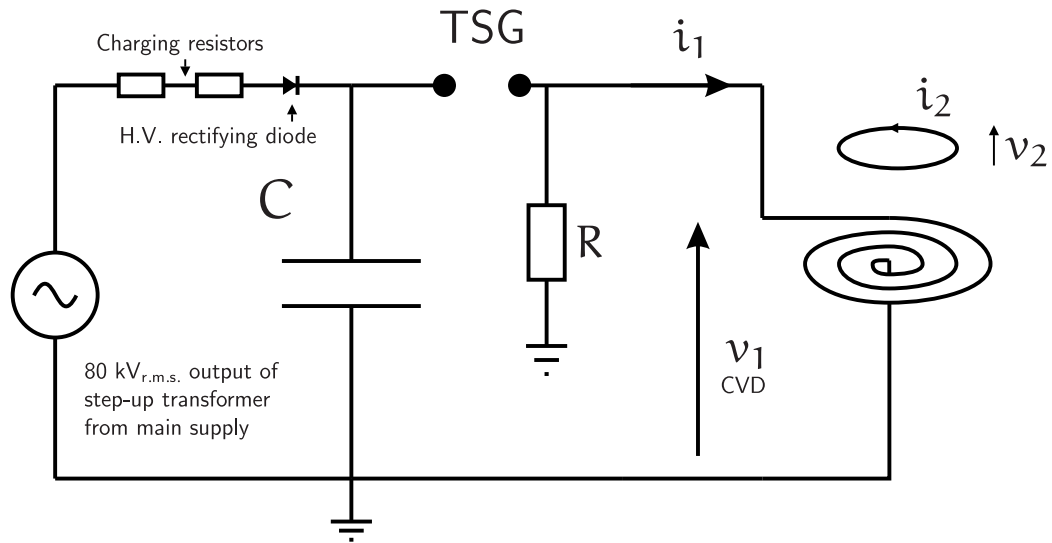 TSG
Charging resistors
H.V. rectifying diode
i₁
i₂
v₂
C
R
v₁
CVD
80 kVr.m.s. output of
step-up transformer
from main supply